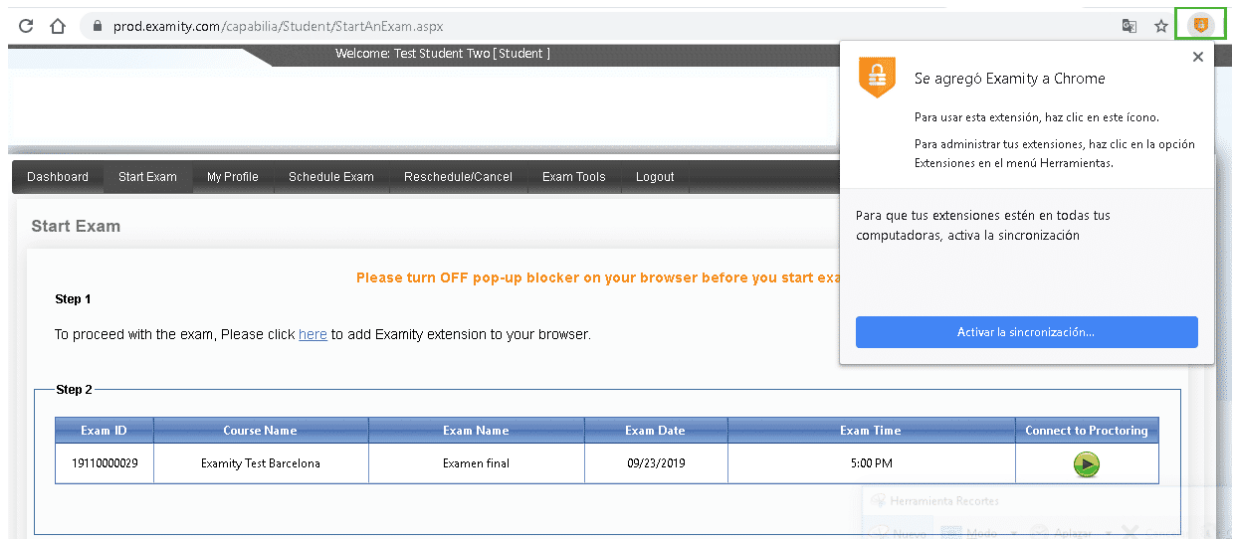 prod.examity.com/capabilia/Student/StartAnExam.aspx
Welcome: Test Student Two [ Student ]
Se agregó Examity a Chrome
Para usar esta extensión, haz clic en este ícono.
Para administrar tus extensiones, haz clic en la opción
Extensiones en el menú Herramientas.
Para que tus extensiones estén en todas tus
computadoras, activa la sincronización
Activar la sincronización...
Dashboard Start Exam My Profile Schedule Exam Reschedule/Cancel Exam Tools Logout
Start Exam
Please turn OFF pop-up blocker on your browser before you start
Step 1
To proceed with the exam, Please click here to add Examity extension to your browser.
Step 2
Exam ID Course Name Exam Name Exam Date Exam Time Connect to Proctoring
19110000029 Examity Test Barcelona Examen final 09/23/2019 5:00 PM
Herramienta Recortes
Nuevo Modo Aplazar